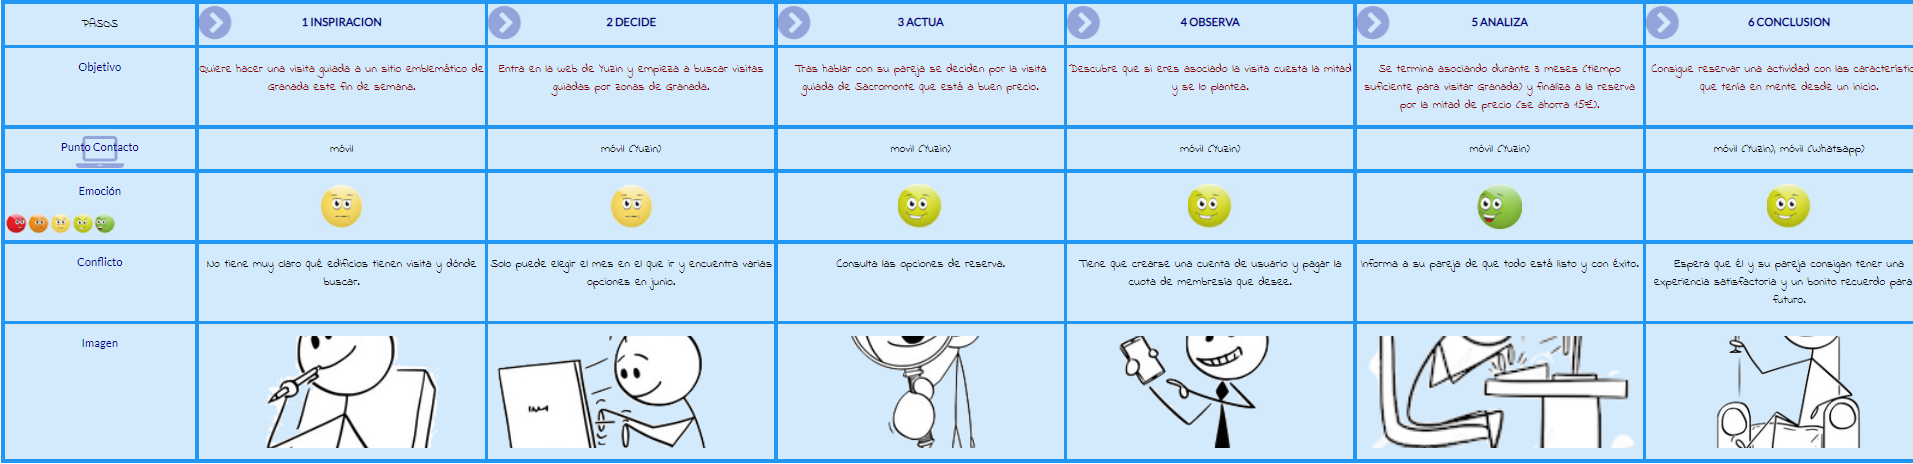 PASOS
1 INSPIRACION
2 DECIDE
3 ACTUA
4 OBSERVA
5 ANALIZA
6 CONCLUSION
Objetivo
Quiere hacer una visita guiada a un sitio emblemático de
Granada este fin de semana.
Entra en la web de Yuzin y empieza a buscar visitas
guiadas por zonas de Granada.
Tras hablar con su pareja se deciden por la visita
guiada de Sacromonte que está a buen precio.
Descubre que si eres asociado la visita cuesta la mitad
y se lo plantea.
Se termina asociando durante 3 meses (tiempo
suficiente para visitar Granada) y finaliza a la reserva
por la mitad de precio (se ahorra 15€).
Consigue reservar una actividad con las característic
que tenía en mente desde un inicio.
Punto Contacto
móvil
móvil (Yuzin)
movil (Yuzin)
móvil (Yuzin)
móvil (Yuzin)
móvil (Yuzin), móvil (Whatsapp)
Emoción
Conflicto
No tiene muy claro qué edificios tienen visita y dónde
buscar.
Solo puede elegir el mes en el que ir y encuentra varias
opciones en junio.
Consulta las opciones de reserva.
Tiene que crearse una cuenta de usuario y pagar la
cuota de membresía que desee.
Informa a su pareja de que todo está listo y con éxito.
Espera que él y su pareja consigan tener una
experiencia satisfactoria y un bonito recuerdo para
futuro.
Imagen